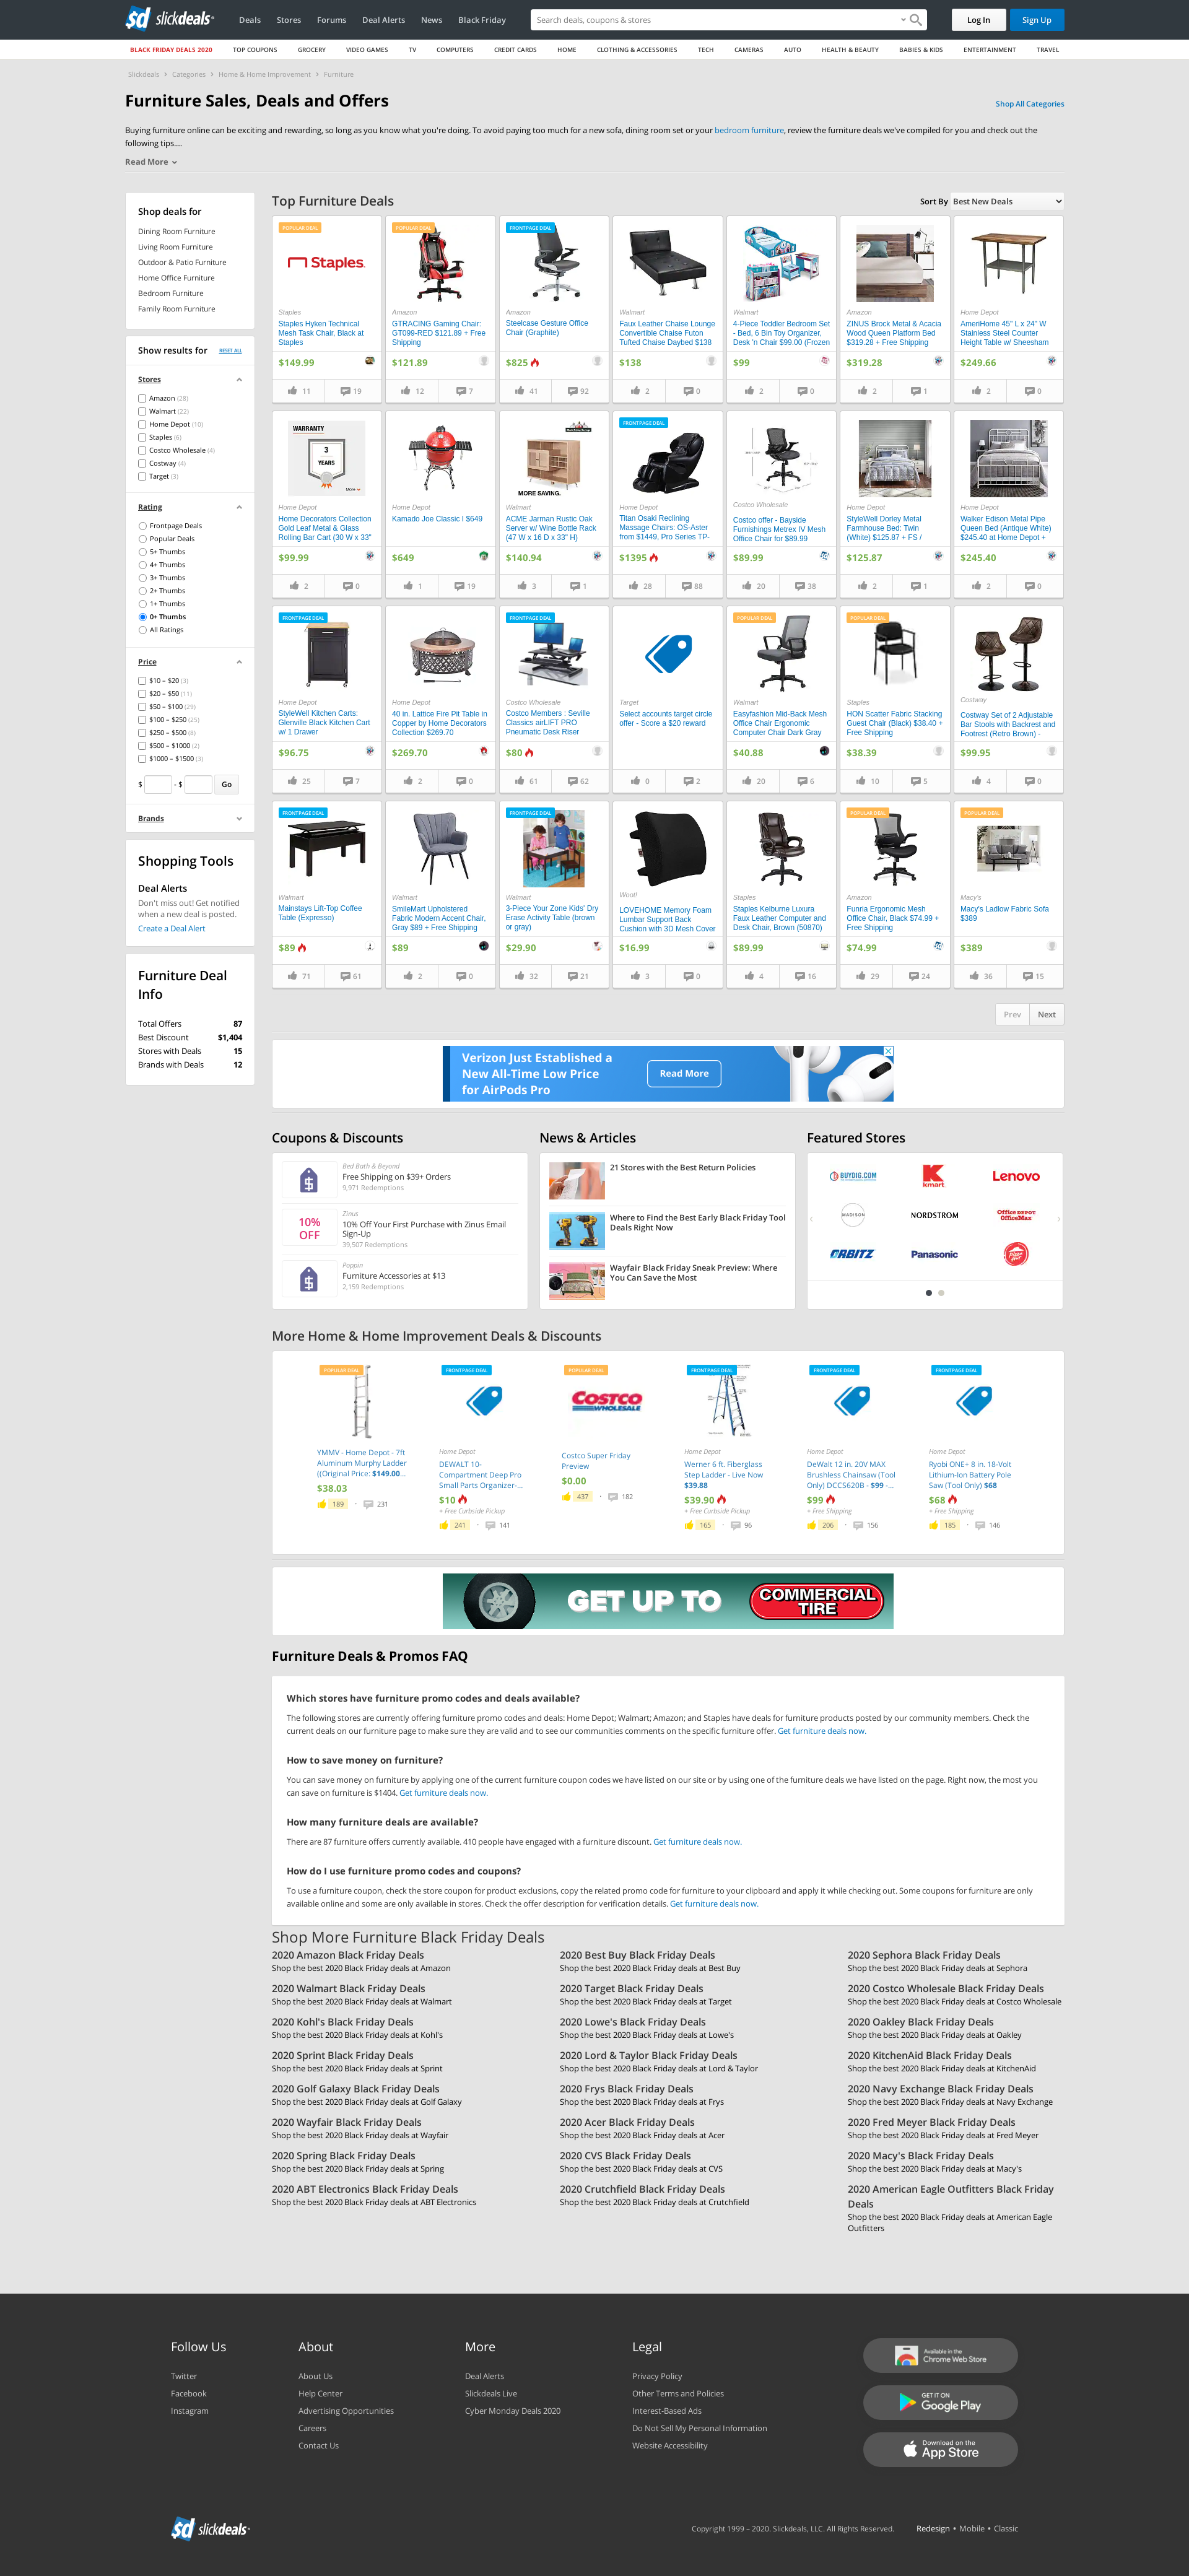 slickdeals
Deals Stores Forums Deal Alerts News Black Friday
Search deals, coupons & stores
Log In
Sign Up
BLACK FRIDAY DEALS 2020 TOP COUPONS GROCERY VIDEO GAMES TV COMPUTERS CREDIT CARDS HOME CLOTHING & ACCESSORIES TECH CAMERAS AUTO HEALTH & BEAUTY BABIES & KIDS ENTERTAINMENT TRAVEL
Slickdeals > Categories > Home & Home Improvement > Furniture
Furniture Sales, Deals and Offers
Shop All Categories
Buying furniture online can be exciting and rewarding, so long as you know what you're doing. To avoid paying too much for a new sofa, dining room set or your bedroom furniture, review the furniture deals we've compiled for you and check out the
following tips....
Read More
Shop deals for
Dining Room Furniture
Living Room Furniture
Outdoor & Patio Furniture
Home Office Furniture
Bedroom Furniture
Family Room Furniture
Show results for
RESET ALL
Stores
Amazon (28)
Walmart (22)
Home Depot (10)
Staples (6)
Costco Wholesale (4)
Costway (4)
Target (3)
Rating
Frontpage Deals
Popular Deals
5+ Thumbs
4+ Thumbs
3+ Thumbs
2+ Thumbs
1+ Thumbs
0+ Thumbs
All Ratings
Price
$10 – $20 (3)
$20 – $50 (11)
$50 – $100 (29)
$100 – $250 (25)
$250 – $500 (8)
$500 – $1000 (2)
$1000 – $1500 (3)
$ - $ Go
Brands
Shopping Tools
Deal Alerts
Don't miss out! Get notified
when a new deal is posted.
Create a Deal Alert
Furniture Deal
Info
Total Offers 87
Best Discount $1,404
Stores with Deals 15
Brands with Deals 12
Top Furniture Deals
Sort By Best New Deals
POPULAR DEAL
Staples
Staples
Staples Hyken Technical
Mesh Task Chair, Black at
Staples
$149.99
11 19
POPULAR DEAL
Amazon
GTRACING Gaming Chair:
GT099-RED $121.89 + Free
Shipping
$121.89
12 7
FRONTPAGE DEAL
Amazon
Steelcase Gesture Office
Chair (Graphite)
$825
41 92
Walmart
Faux Leather Chaise Lounge
Convertible Chaise Futon
Tufted Chaise Daybed $138
$138
2 0
Walmart
4-Piece Toddler Bedroom Set
- Bed, 6 Bin Toy Organizer,
Desk 'n Chair $99.00 (Frozen
$99
2 0
Amazon
ZINUS Brock Metal & Acacia
Wood Queen Platform Bed
$319.28 + Free Shipping
$319.28
2 1
Home Depot
AmeriHome 45" L x 24" W
Stainless Steel Counter
Height Table w/ Sheesham
$249.66
2 0
WARRANTY
3
YEARS
Home Depot
Home Decorators Collection
Gold Leaf Metal & Glass
Rolling Bar Cart (30 W x 33"
$99.99
2 0
Home Depot
Kamado Joe Classic I $649
$649
1 19
MORE SAVING.
Walmart
ACME Jarman Rustic Oak
Server w/ Wine Bottle Rack
(47 W x 16 D x 33" H)
$140.94
3 1
FRONTPAGE DEAL
Home Depot
Titan Osaki Reclining
Massage Chairs: OS-Aster
from $1449, Pro Series TP-
$1395
28 88
Costco Wholesale
Costco offer - Bayside
Furnishings Metrex IV Mesh
Office Chair for $89.99
$89.99
20 38
Home Depot
StyleWell Dorley Metal
Farmhouse Bed: Twin
(White) $125.87 + FS /
$125.87
2 1
Home Depot
Walker Edison Metal Pipe
Queen Bed (Antique White)
$245.40 at Home Depot +
$245.40
2 0
FRONTPAGE DEAL
Home Depot
StyleWell Kitchen Carts:
Glenville Black Kitchen Cart
w/ 1 Drawer
$96.75
25 7
Home Depot
40 in. Lattice Fire Pit Table in
Copper by Home Decorators
Collection $269.70
$269.70
2 0
FRONTPAGE DEAL
Costco Wholesale
Costco Members : Seville
Classics airLIFT PRO
Pneumatic Desk Riser
$80
61 62
Target
Select accounts target circle
offer - Score a $20 reward
0 2
POPULAR DEAL
Walmart
Easyfashion Mid-Back Mesh
Office Chair Ergonomic
Computer Chair Dark Gray
$40.88
20 6
POPULAR DEAL
Staples
HON Scatter Fabric Stacking
Guest Chair (Black) $38.40 +
Free Shipping
$38.39
10 5
Costway
Costway Set of 2 Adjustable
Bar Stools with Backrest and
Footrest (Retro Brown) -
$99.95
4 0
FRONTPAGE DEAL
Walmart
Mainstays Lift-Top Coffee
Table (Expresso)
$89
71 61
Walmart
SmileMart Upholstered
Fabric Modern Accent Chair,
Gray $89 + Free Shipping
$89
2 0
FRONTPAGE DEAL
Walmart
3-Piece Your Zone Kids' Dry
Erase Activity Table (brown
or gray)
$29.90
32 21
Woot!
LOVEHOME Memory Foam
Lumbar Support Back
Cushion with 3D Mesh Cover
$16.99
3 0
Staples
Staples Kelburne Luxura
Faux Leather Computer and
Desk Chair, Brown (50870)
$89.99
4 16
POPULAR DEAL
Amazon
Funria Ergonomic Mesh
Office Chair, Black $74.99 +
Free Shipping
$74.99
29 24
POPULAR DEAL
Macy's
Macy's Ladlow Fabric Sofa
$389
$389
36 15
Prev Next
Verizon Just Established a
New All-Time Low Price
for AirPods Pro
Read More
Coupons & Discounts
Bed Bath & Beyond
Free Shipping on $39+ Orders
9,971 Redemptions
10%
OFF
Zinus
10% Off Your First Purchase with Zinus Email
Sign-Up
39,507 Redemptions
Poppin
Furniture Accessories at $13
2,159 Redemptions
News & Articles
21 Stores with the Best Return Policies
Where to Find the Best Early Black Friday Tool
Deals Right Now
Wayfair Black Friday Sneak Preview: Where
You Can Save the Most
Featured Stores
BUYDIG.COM
kmart
Lenovo
MADISON
NORDSTROM
Office DEPOT
OfficeMax
ORBITZ
Panasonic
More Home & Home Improvement Deals & Discounts
POPULAR DEAL
YMMV - Home Depot - 7ft
Aluminum Murphy Ladder
((Original Price: $149.00...
$38.03
189 • 231
FRONTPAGE DEAL
Home Depot
DEWALT 10-
Compartment Deep Pro
Small Parts Organizer-...
$10
+ Free Curbside Pickup
241 • 141
POPULAR DEAL
COSTCO
WHOLESALE
Costco Super Friday
Preview
$0.00
437 • 182
FRONTPAGE DEAL
Home Depot
Werner 6 ft. Fiberglass
Step Ladder - Live Now
$39.88
$39.90
+ Free Curbside Pickup
165 • 96
FRONTPAGE DEAL
Home Depot
DeWalt 12 in. 20V MAX
Brushless Chainsaw (Tool
Only) DCCS620B - $99 -...
$99
+ Free Shipping
206 • 156
FRONTPAGE DEAL
Home Depot
Ryobi ONE+ 8 in. 18-Volt
Lithium-Ion Battery Pole
Saw (Tool Only) $68
$68
+ Free Shipping
185 • 146
GET UP TO
COMMERCIAL
TIRE
Furniture Deals & Promos FAQ
Which stores have furniture promo codes and deals available?
The following stores are currently offering furniture promo codes and deals: Home Depot; Walmart; Amazon; and Staples have deals for furniture products posted by our community members. Check the
current deals on our furniture page to make sure they are valid and to see our communities comments on the specific furniture offer. Get furniture deals now.
How to save money on furniture?
You can save money on furniture by applying one of the current furniture coupon codes we have listed on our site or by using one of the furniture deals we have listed on the page. Right now, the most you
can save on furniture is $1404. Get furniture deals now.
How many furniture deals are available?
There are 87 furniture offers currently available. 410 people have engaged with a furniture discount. Get furniture deals now.
How do I use furniture promo codes and coupons?
To use a furniture coupon, check the store coupon for product exclusions, copy the related promo code for furniture to your clipboard and apply it while checking out. Some coupons for furniture are only
available online and some are only available in stores. Check the offer description for verification details. Get furniture deals now.
Shop More Furniture Black Friday Deals
2020 Amazon Black Friday Deals
Shop the best 2020 Black Friday deals at Amazon
2020 Best Buy Black Friday Deals
Shop the best 2020 Black Friday deals at Best Buy
2020 Sephora Black Friday Deals
Shop the best 2020 Black Friday deals at Sephora
2020 Walmart Black Friday Deals
Shop the best 2020 Black Friday deals at Walmart
2020 Target Black Friday Deals
Shop the best 2020 Black Friday deals at Target
2020 Costco Wholesale Black Friday Deals
Shop the best 2020 Black Friday deals at Costco Wholesale
2020 Kohl's Black Friday Deals
Shop the best 2020 Black Friday deals at Kohl's
2020 Lowe's Black Friday Deals
Shop the best 2020 Black Friday deals at Lowe's
2020 Oakley Black Friday Deals
Shop the best 2020 Black Friday deals at Oakley
2020 Sprint Black Friday Deals
Shop the best 2020 Black Friday deals at Sprint
2020 Lord & Taylor Black Friday Deals
Shop the best 2020 Black Friday deals at Lord & Taylor
2020 KitchenAid Black Friday Deals
Shop the best 2020 Black Friday deals at KitchenAid
2020 Golf Galaxy Black Friday Deals
Shop the best 2020 Black Friday deals at Golf Galaxy
2020 Frys Black Friday Deals
Shop the best 2020 Black Friday deals at Frys
2020 Navy Exchange Black Friday Deals
Shop the best 2020 Black Friday deals at Navy Exchange
2020 Wayfair Black Friday Deals
Shop the best 2020 Black Friday deals at Wayfair
2020 Acer Black Friday Deals
Shop the best 2020 Black Friday deals at Acer
2020 Fred Meyer Black Friday Deals
Shop the best 2020 Black Friday deals at Fred Meyer
2020 Spring Black Friday Deals
Shop the best 2020 Black Friday deals at Spring
2020 CVS Black Friday Deals
Shop the best 2020 Black Friday deals at CVS
2020 Macy's Black Friday Deals
Shop the best 2020 Black Friday deals at Macy's
2020 ABT Electronics Black Friday Deals
Shop the best 2020 Black Friday deals at ABT Electronics
2020 Crutchfield Black Friday Deals
Shop the best 2020 Black Friday deals at Crutchfield
2020 American Eagle Outfitters Black Friday
Deals
Shop the best 2020 Black Friday deals at American Eagle
Outfitters
Follow Us
Twitter
Facebook
Instagram
About
About Us
Help Center
Advertising Opportunities
Careers
Contact Us
More
Deal Alerts
Slickdeals Live
Cyber Monday Deals 2020
Legal
Privacy Policy
Other Terms and Policies
Interest-Based Ads
Do Not Sell My Personal Information
Website Accessibility
Available in the
Chrome Web Store
GET IT ON
Google Play
Download on the
App Store
slickdeals
Copyright 1999 – 2020. Slickdeals, LLC. All Rights Reserved.
Redesign • Mobile • Classic